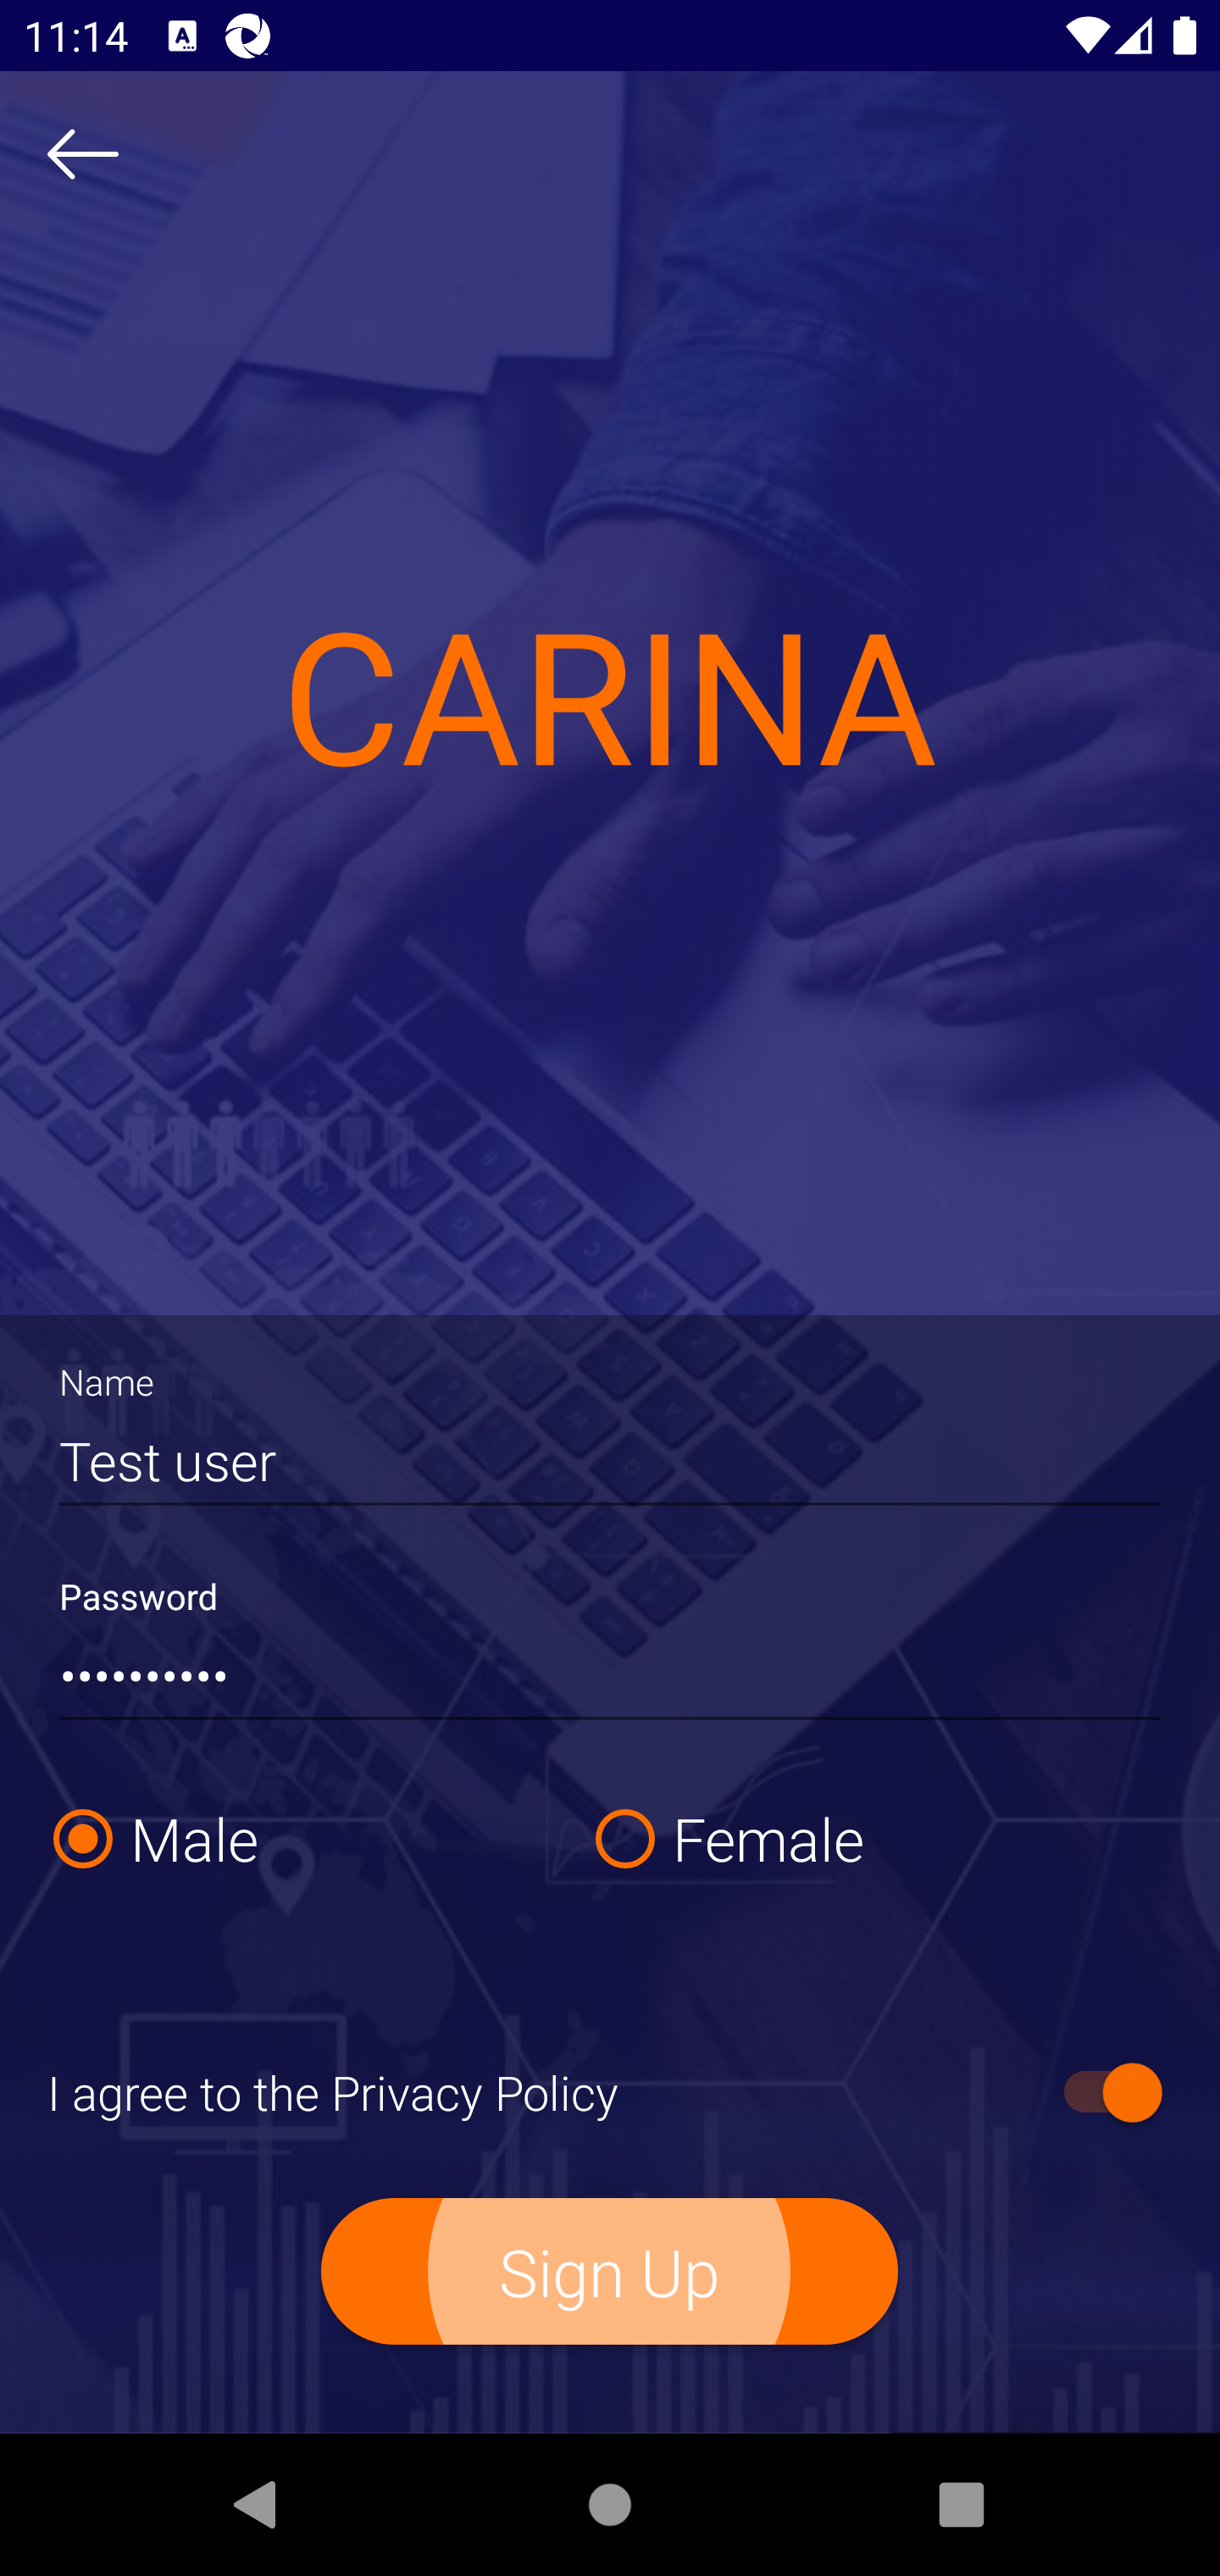 11:14
CARINA
Name
Test user
Password
••••••••••
Male
Female
I agree to the Privacy Policy
Sign Up